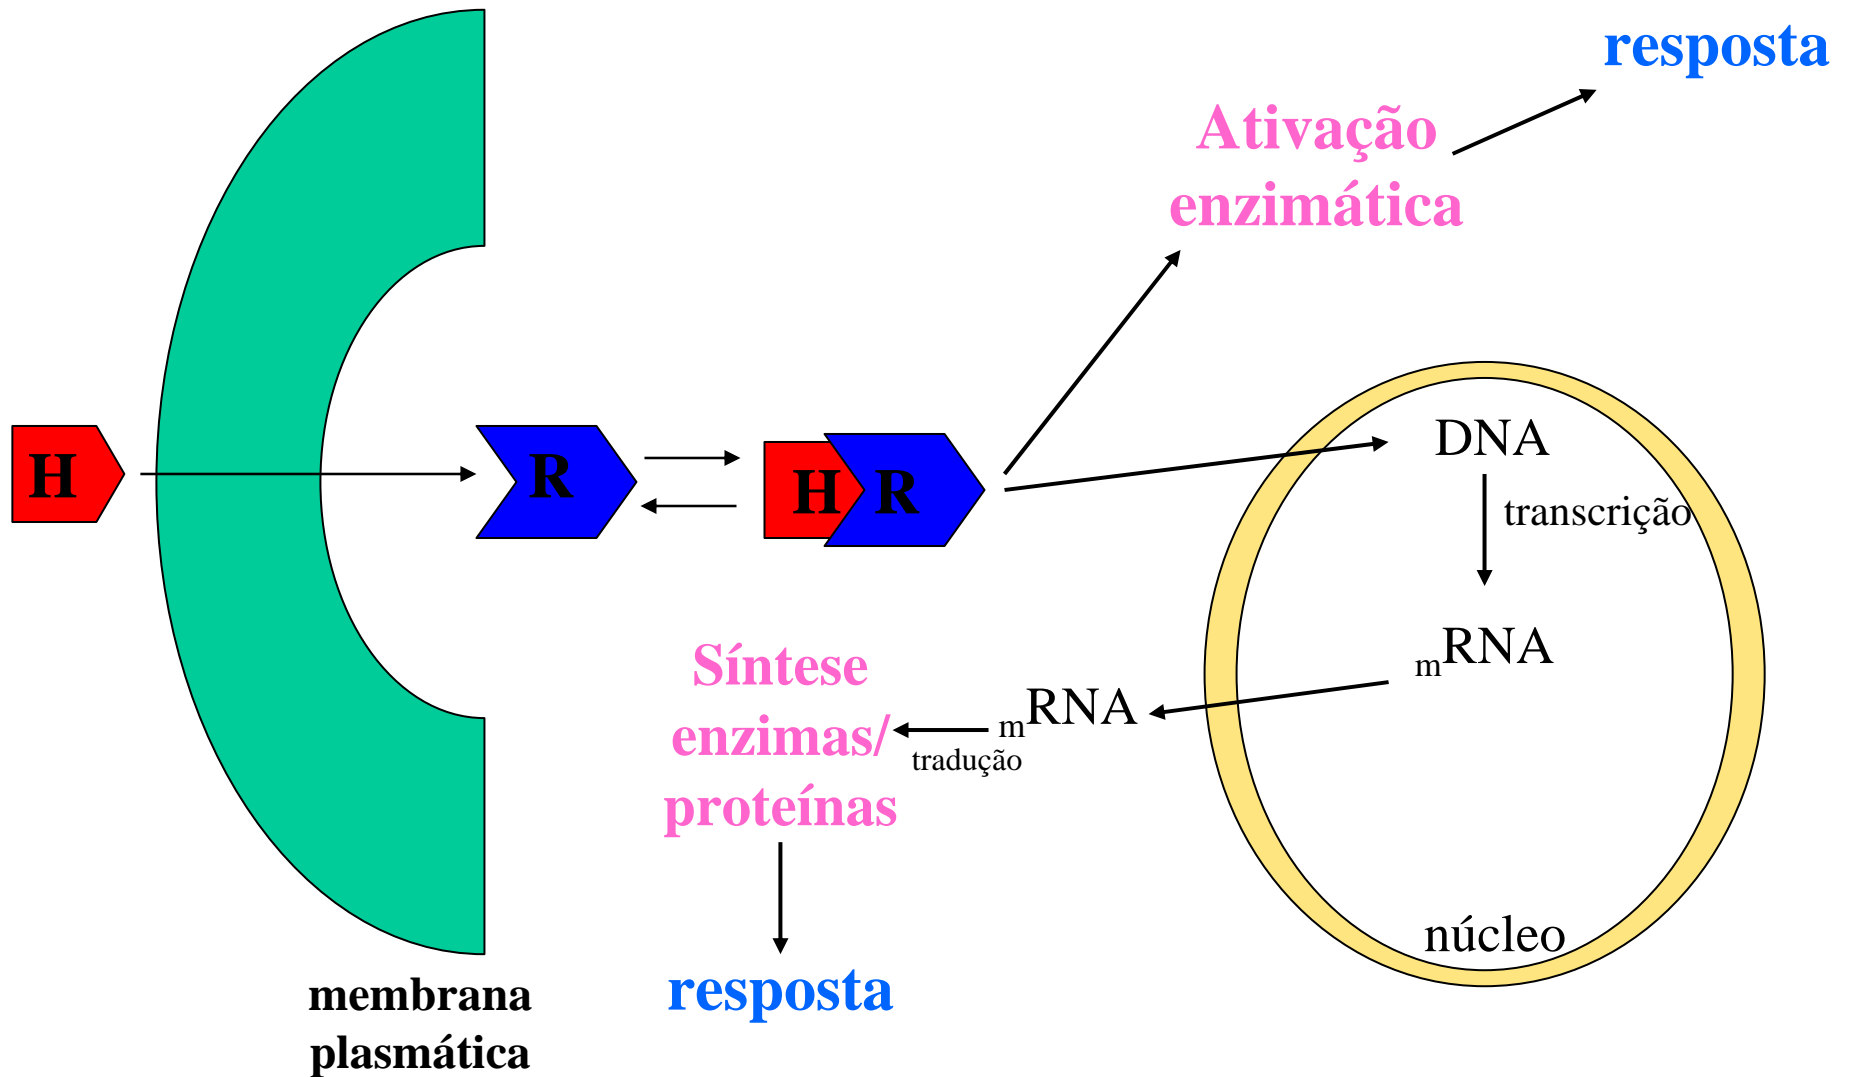 resposta
Ativação
enzimática
H
R
H R
DNA
transcrição
mRNA
Síntese
enzimas/
proteínas
mRNA
tradução
núcleo
resposta
membrana
plasmática